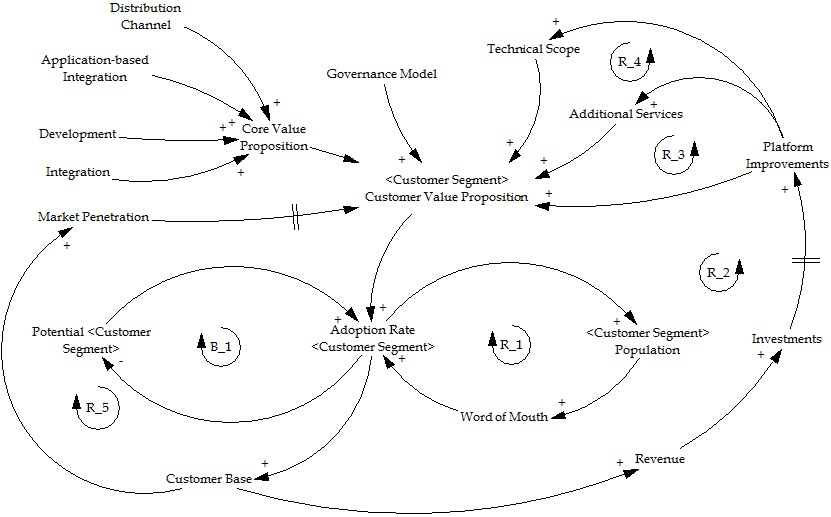 Distribution
Channel
Application-based
Integration
Development
Integration
+
+ +
+
Core Value
Proposition
Governance Model
+
Technical Scope
+
+
R_4
Additional Services
+
+
R_3
Platform
Improvements
+
<Customer Segment>
Customer Value Proposition
+
Market Penetration
+
R_2
Potential <Customer
Segment>
-
B_1
+
+
Adoption Rate
<Customer Segment>
+
R_1
+
<Customer Segment>
Population
Investments
+
R_5
Word of Mouth
+
Customer Base
+
Revenue
+